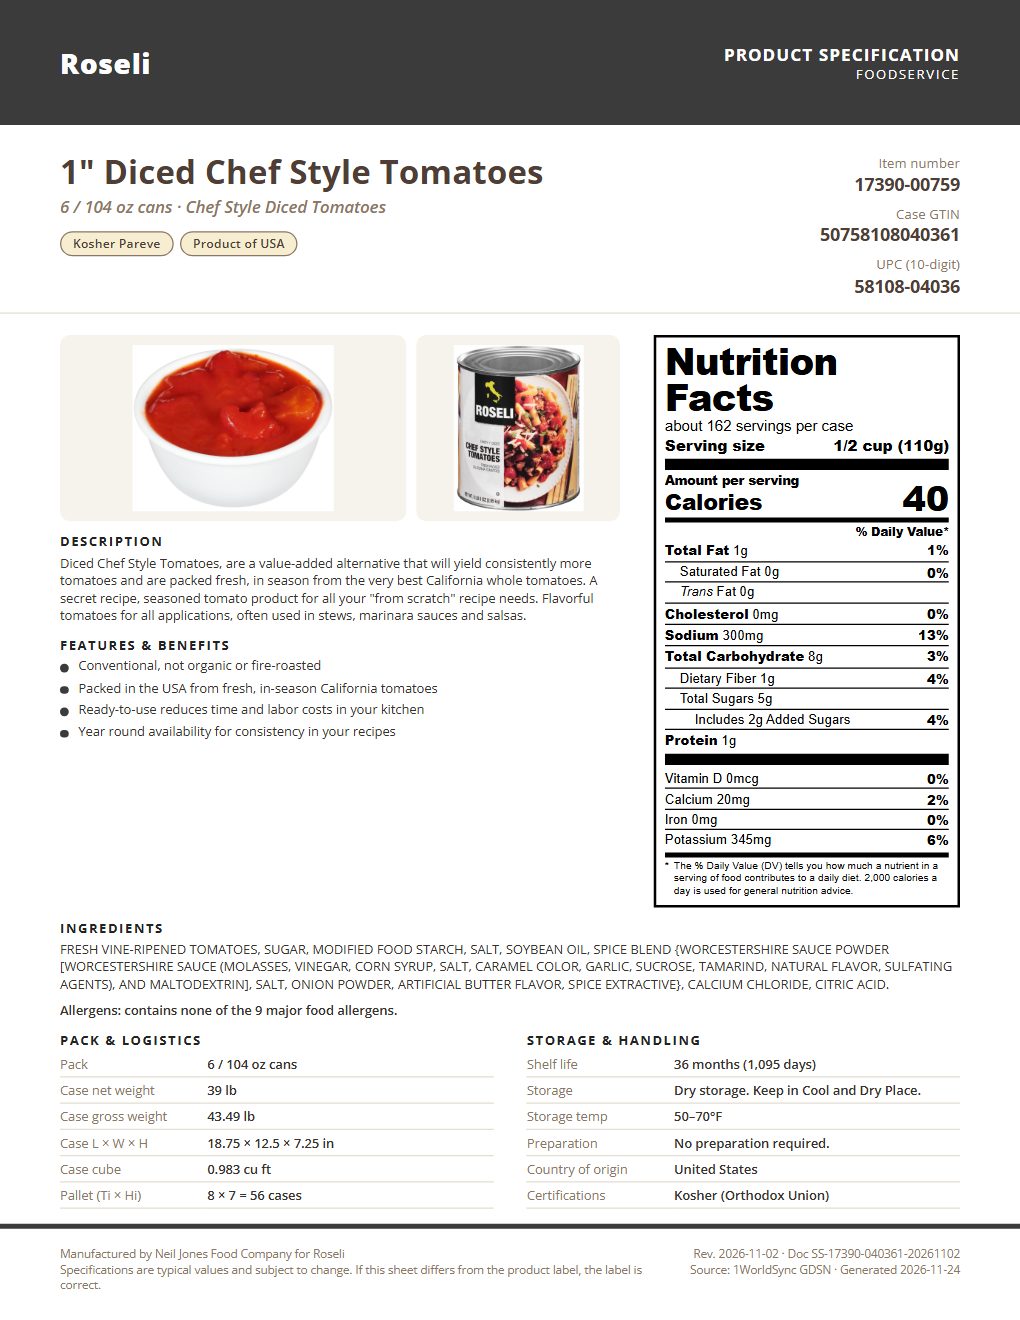 Roseli
PRODUCT SPECIFICATION
FOODSERVICE
1" Diced Chef Style Tomatoes
6 / 104 oz cans · Chef Style Diced Tomatoes
Kosher Pareve
Product of USA
Item number
17390-00759
Case GTIN
50758108040361
UPC (10-digit)
58108-04036
ROSELI
CHEF STYLE
TOMATOES
DESCRIPTION
Diced Chef Style Tomatoes, are a value-added alternative that will yield consistently more
tomatoes and are packed fresh, in season from the very best California whole tomatoes. A
secret recipe, seasoned tomato product for all your "from scratch" recipe needs. Flavorful
tomatoes for all applications, often used in stews, marinara sauces and salsas.
FEATURES & BENEFITS
Conventional, not organic or fire-roasted
Packed in the USA from fresh, in-season California tomatoes
Ready-to-use reduces time and labor costs in your kitchen
Year round availability for consistency in your recipes
Nutrition
Facts
about 162 servings per case
Serving size 1/2 cup (110g)
Amount per serving
Calories 40
% Daily Value*
Total Fat 1g 1%
Saturated Fat 0g 0%
Trans Fat 0g
Cholesterol 0mg 0%
Sodium 300mg 13%
Total Carbohydrate 8g 3%
Dietary Fiber 1g 4%
Total Sugars 5g
Includes 2g Added Sugars 4%
Protein 1g
Vitamin D 0mcg 0%
Calcium 20mg 2%
Iron 0mg 0%
Potassium 345mg 6%
* The % Daily Value (DV) tells you how much a nutrient in a
serving of food contributes to a daily diet. 2,000 calories a
day is used for general nutrition advice.
INGREDIENTS
FRESH VINE-RIPENED TOMATOES, SUGAR, MODIFIED FOOD STARCH, SALT, SOYBEAN OIL, SPICE BLEND {WORCESTERSHIRE SAUCE POWDER
[WORCESTERSHIRE SAUCE (MOLASSES, VINEGAR, CORN SYRUP, SALT, CARAMEL COLOR, GARLIC, SUCROSE, TAMARIND, NATURAL FLAVOR, SULFATING
AGENTS), AND MALTODEXTRIN], SALT, ONION POWDER, ARTIFICIAL BUTTER FLAVOR, SPICE EXTRACTIVE}, CALCIUM CHLORIDE, CITRIC ACID.
Allergens: contains none of the 9 major food allergens.
PACK & LOGISTICS
Pack 6 / 104 oz cans
Case net weight 39 lb
Case gross weight 43.49 lb
Case L × W × H 18.75 × 12.5 × 7.25 in
Case cube 0.983 cu ft
Pallet (Ti × Hi) 8 × 7 = 56 cases
STORAGE & HANDLING
Shelf life 36 months (1,095 days)
Storage Dry storage. Keep in Cool and Dry Place.
Storage temp 50–70°F
Preparation No preparation required.
Country of origin United States
Certifications Kosher (Orthodox Union)
Manufactured by Neil Jones Food Company for Roseli
Specifications are typical values and subject to change. If this sheet differs from the product label, the label is
correct.
Rev. 2026-11-02 · Doc SS-17390-040361-20261102
Source: 1WorldSync GDSN · Generated 2026-11-24